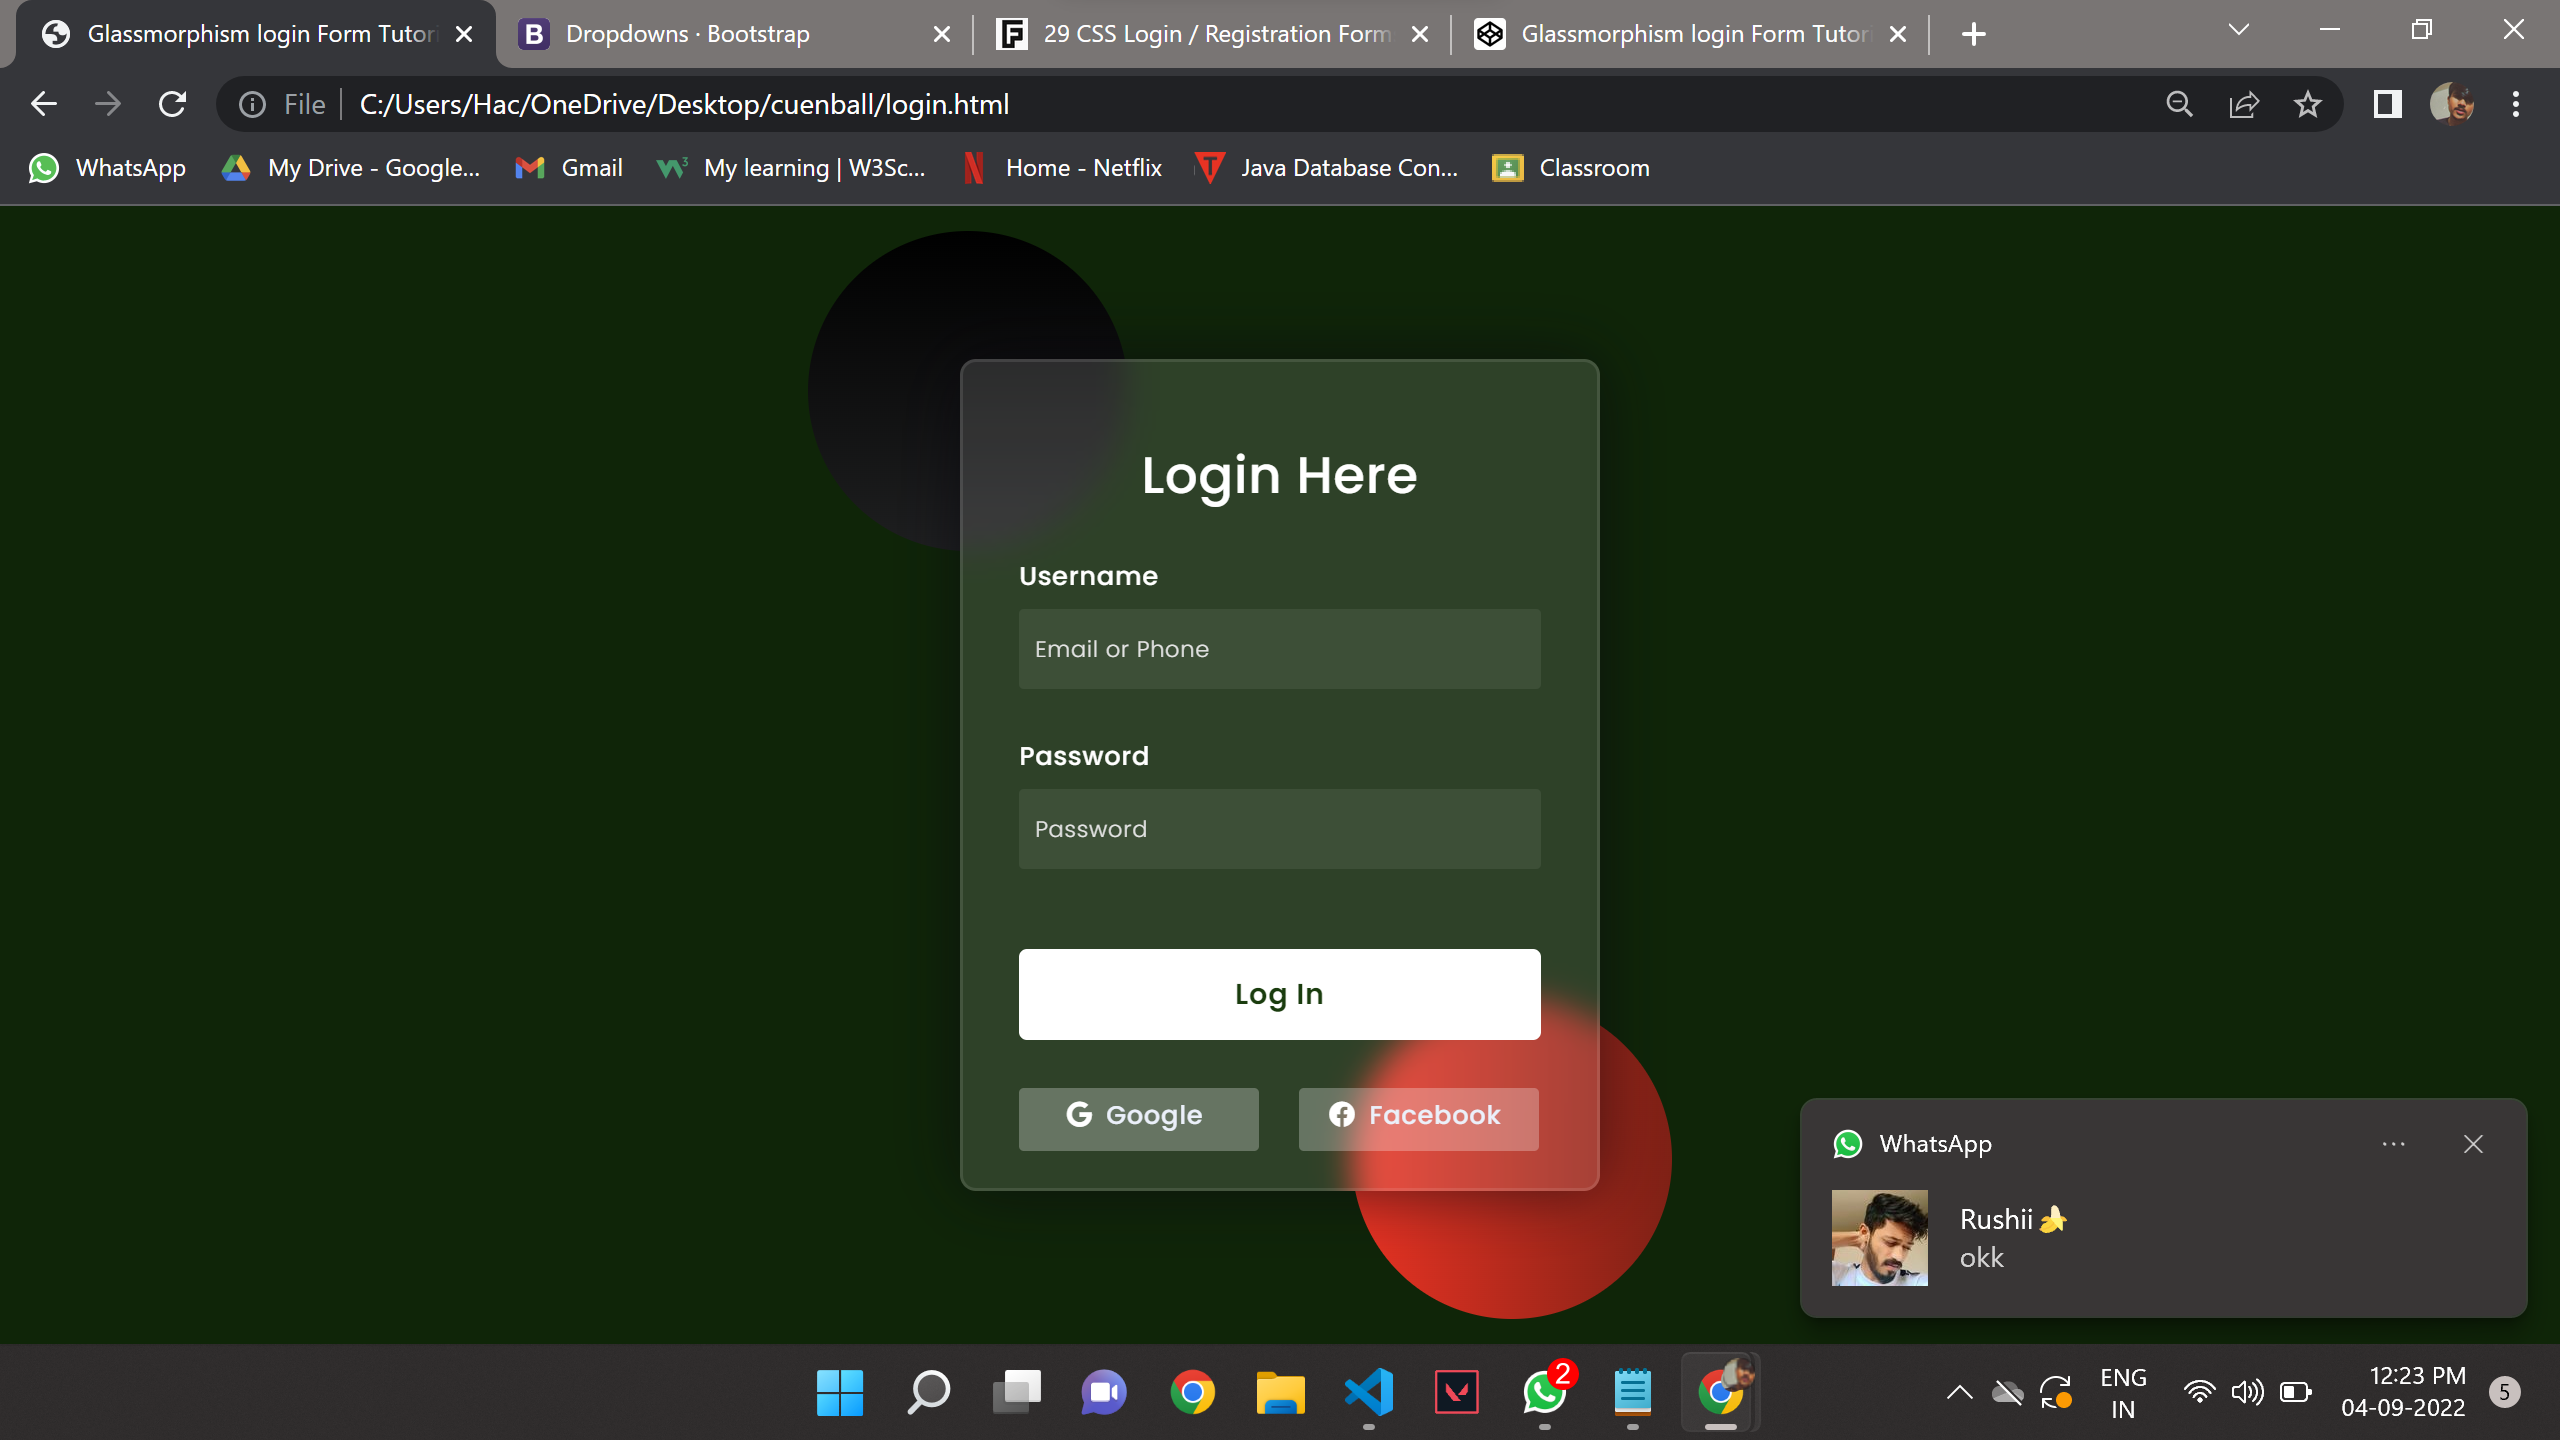 Glassmorphism login Form Tutori
Dropdowns · Bootstrap
29 CSS Login / Registration Form
Glassmorphism login Form Tutori
File
C:/Users/Hac/OneDrive/Desktop/cuenball/login.html
WhatsApp
My Drive - Google...
Gmail
My learning | W3Sc...
Home - Netflix
Java Database Con...
Classroom
Login Here
Username
Email or Phone
Password
Password
Log In
Google
Facebook
WhatsApp
Rushii 🍌
okk
2
ENG
IN
12:23 PM
04-09-2022
5